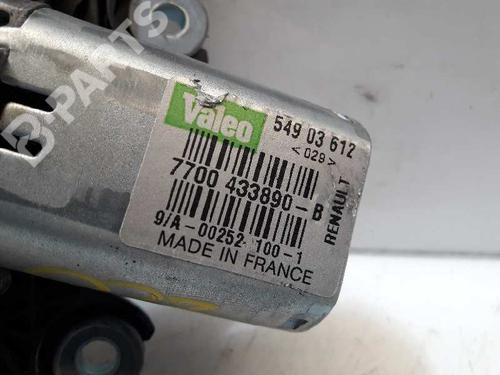 Valeo
549 03 612
<029>
7700 433890-B
RENAULT
9/A-00252 100-1
MADE IN FRANCE
B-PARTS